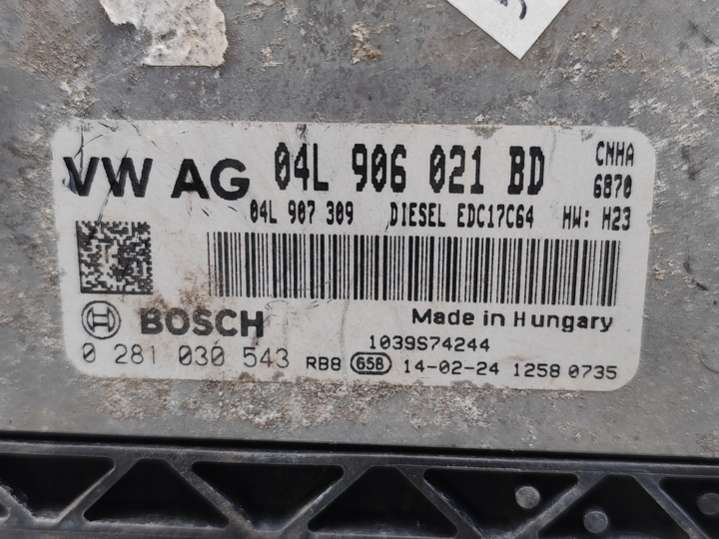 VW AG 04L 906 021 BD CNHA
6870
04L 907 309 DIESEL EDC17C64 HW: H23
BOSCH Made in Hungary
1039S74244
0 281 030 543 RB8 658 14-02-24 1258 0735